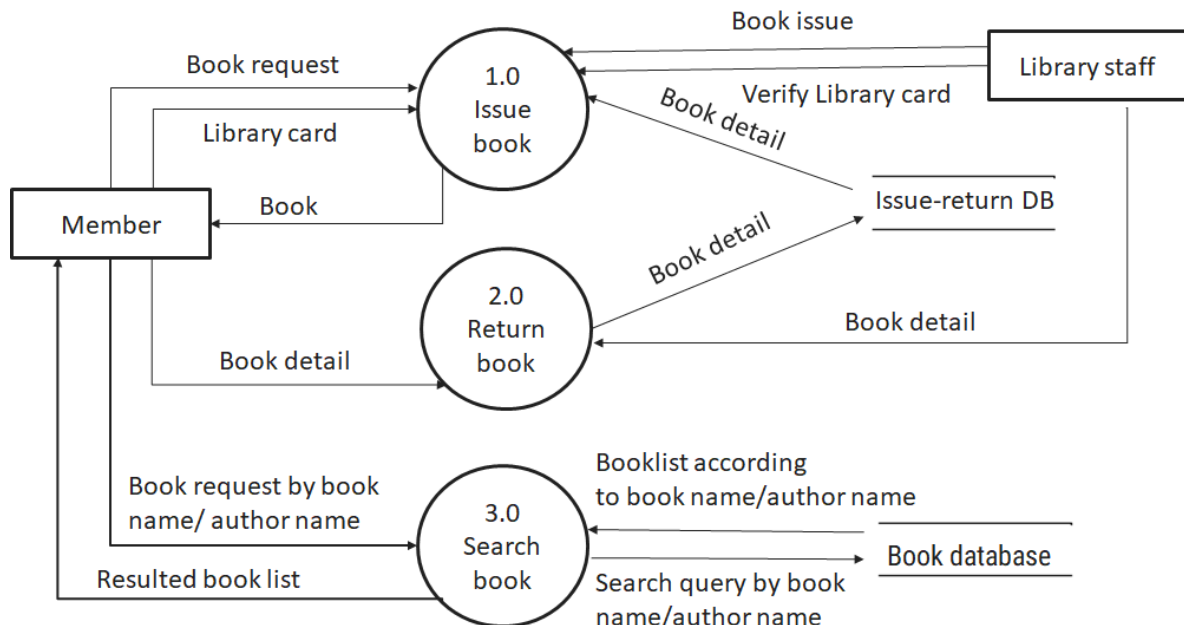 Book issue
Book request
1.0
Issue
book
Library staff
Verify Library card
Library card
Book detail
Member
Book
Issue-return DB
Book detail
2.0
Return
book
Book detail
Book detail
Booklist according
to book name/author name
Book request by book
name/ author name
3.0
Search
book
Book database
Resulted book list
Search query by book
name/author name